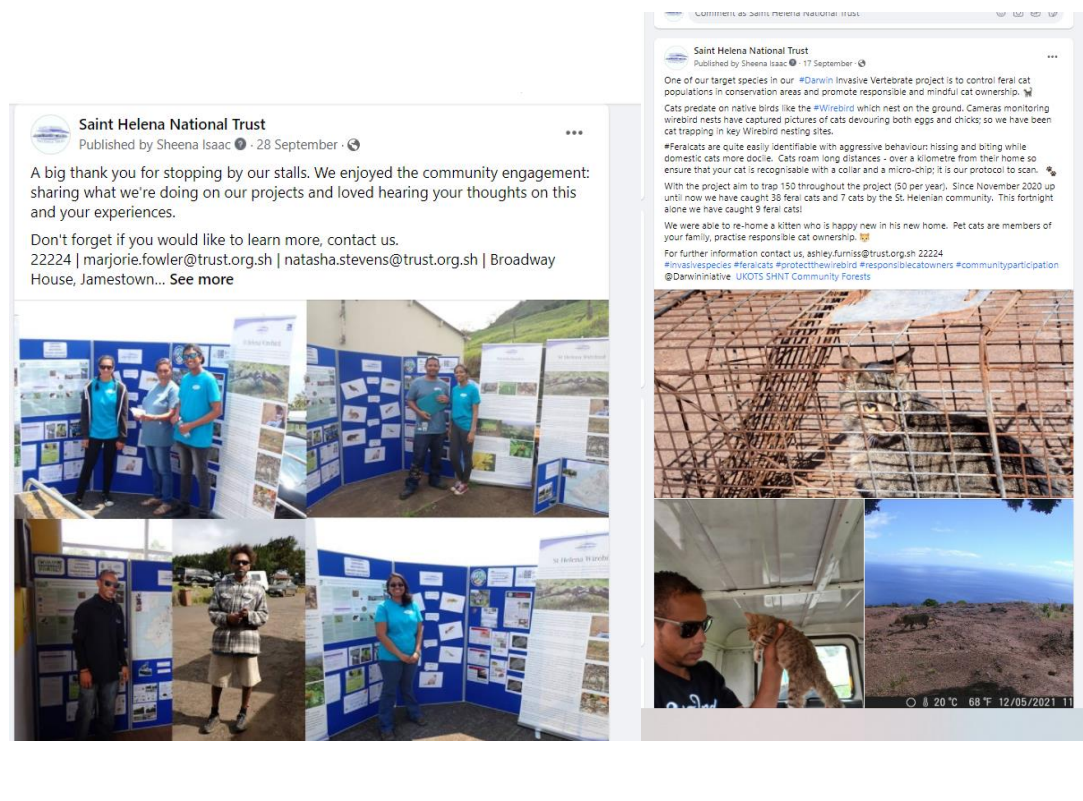 Saint Helena National Trust
Published by Sheena Isaac · 28 September ·
A big thank you for stopping by our stalls. We enjoyed the community engagement:
sharing what we're doing on our projects and loved hearing your thoughts on this
and your experiences.
Don't forget if you would like to learn more, contact us.
22224 | marjorie.fowler@trust.org.sh | natasha.stevens@trust.org.sh | Broadway
House, Jamestown... See more
St Helena Wirebird
St Helena Wirebird
Comment as Saint Helena National Trust
Saint Helena National Trust
Published by Sheena Isaac · 17 September ·
One of our target species in our #Darwin Invasive Vertebrate project is to control feral cat
populations in conservation areas and promote responsible and mindful cat ownership.
Cats predate on native birds like the #Wirebird which nest on the ground. Cameras monitoring
wirebird nests have captured pictures of cats devouring both eggs and chicks; so we have been
cat trapping in key Wirebird nesting sites.
#Feralcats are quite easily identifiable with aggressive behaviour: hissing and biting while
domestic cats more docile. Cats roam long distances - over a kilometre from their home so
ensure that your cat is recognisable with a collar and a micro-chip; it is our protocol to scan.
With the project aim to trap 150 throughout the project (50 per year). Since November 2020 up
until now we have caught 38 feral cats and 7 cats by the St. Helenian community. This fortnight
alone we have caught 9 feral cats!
We were able to re-home a kitten who is happy new in his new home. Pet cats are members of
your family, practise responsible cat ownership.
For further information contact us, ashley.furniss@trust.org.sh 22224
#invasivespecies #feralcats #protectthewirebird #responsiblecatowners #communityparticipation
@Darwininiative UKOTS SHNT Community Forests
20°C 68°F 12/05/2021 11